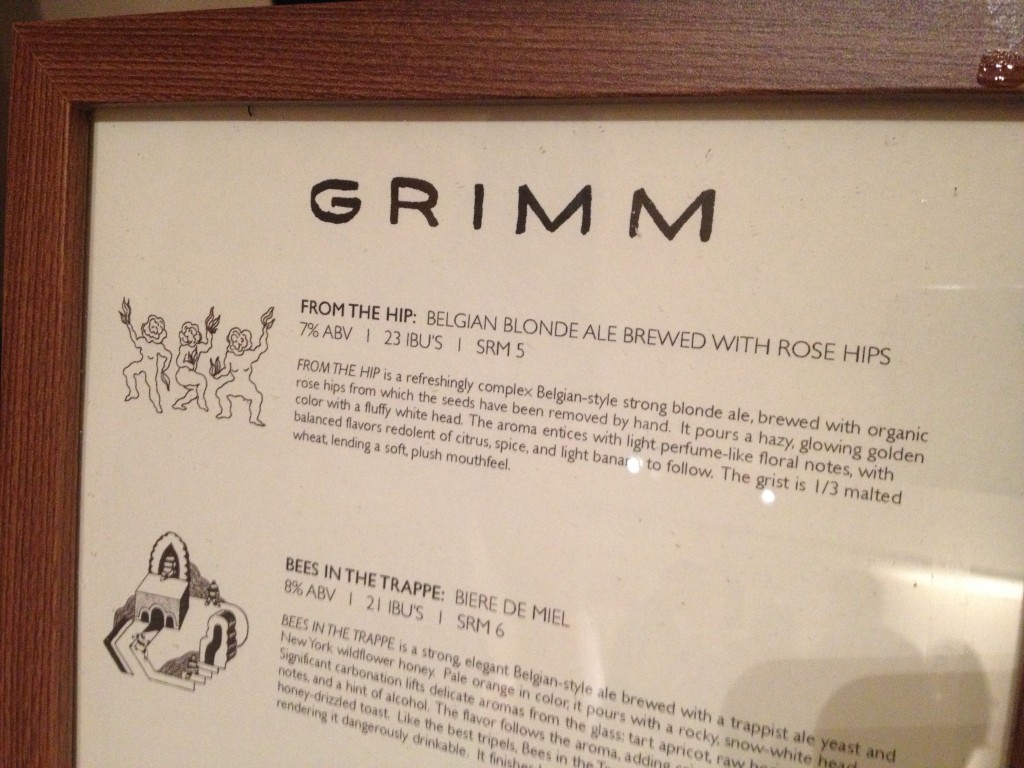 GRIMM
FROM THE HIP: BELGIAN BLONDE ALE BREWED WITH ROSE HIPS
7% ABV | 23 IBU'S | SRM 5
FROM THE HIP is a refreshingly complex Belgian-style strong blonde ale, brewed with organic
rose hips from which the seeds have been removed by hand. It pours a hazy, glowing golden
color with a fluffy white head. The aroma entices with light perfume-like floral notes, with
balanced flavors redolent of citrus, spice, and light banana to follow. The grist is 1/3 malted
wheat, lending a soft, plush mouthfeel.
BEES IN THE TRAPPE: BIERE DE MIEL
8% ABV | 21 IBU'S | SRM 6
BEES IN THE TRAPPE is a strong, elegant Belgian-style ale brewed with a trappist ale yeast and
New York wildflower honey. Pale orange in color, it pours with a rocky, snow-white head.
Significant carbonation lifts delicate aromas from the glass: tart apricot, raw
notes, and a hint of alcohol. The flavor follows the aroma, adding
honey-drizzled toast. Like the best tripels, Bees in the
rendering it dangerously drinkable. It